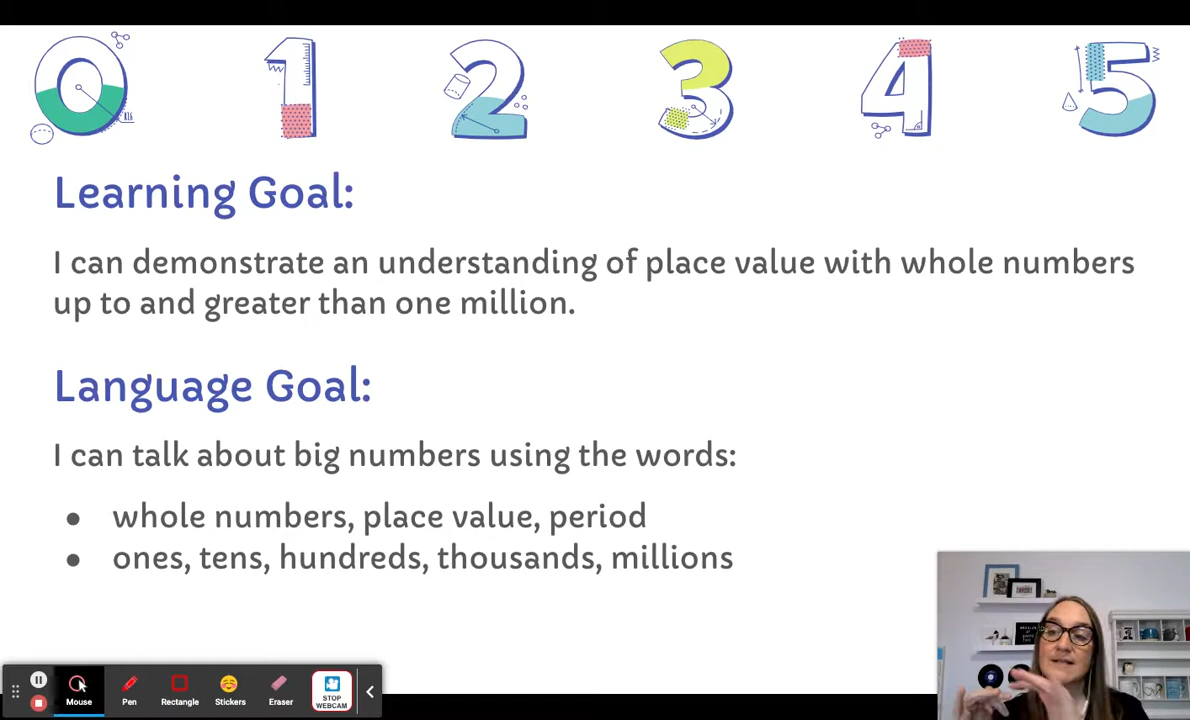 0 1 2 3 4 5
Learning Goal:
I can demonstrate an understanding of place value with whole numbers
up to and greater than one million.
Language Goal:
I can talk about big numbers using the words:
● whole numbers, place value, period
● ones, tens, hundreds, thousands, millions
Mouse Pen Rectangle Stickers Eraser STOP
WEBCAM